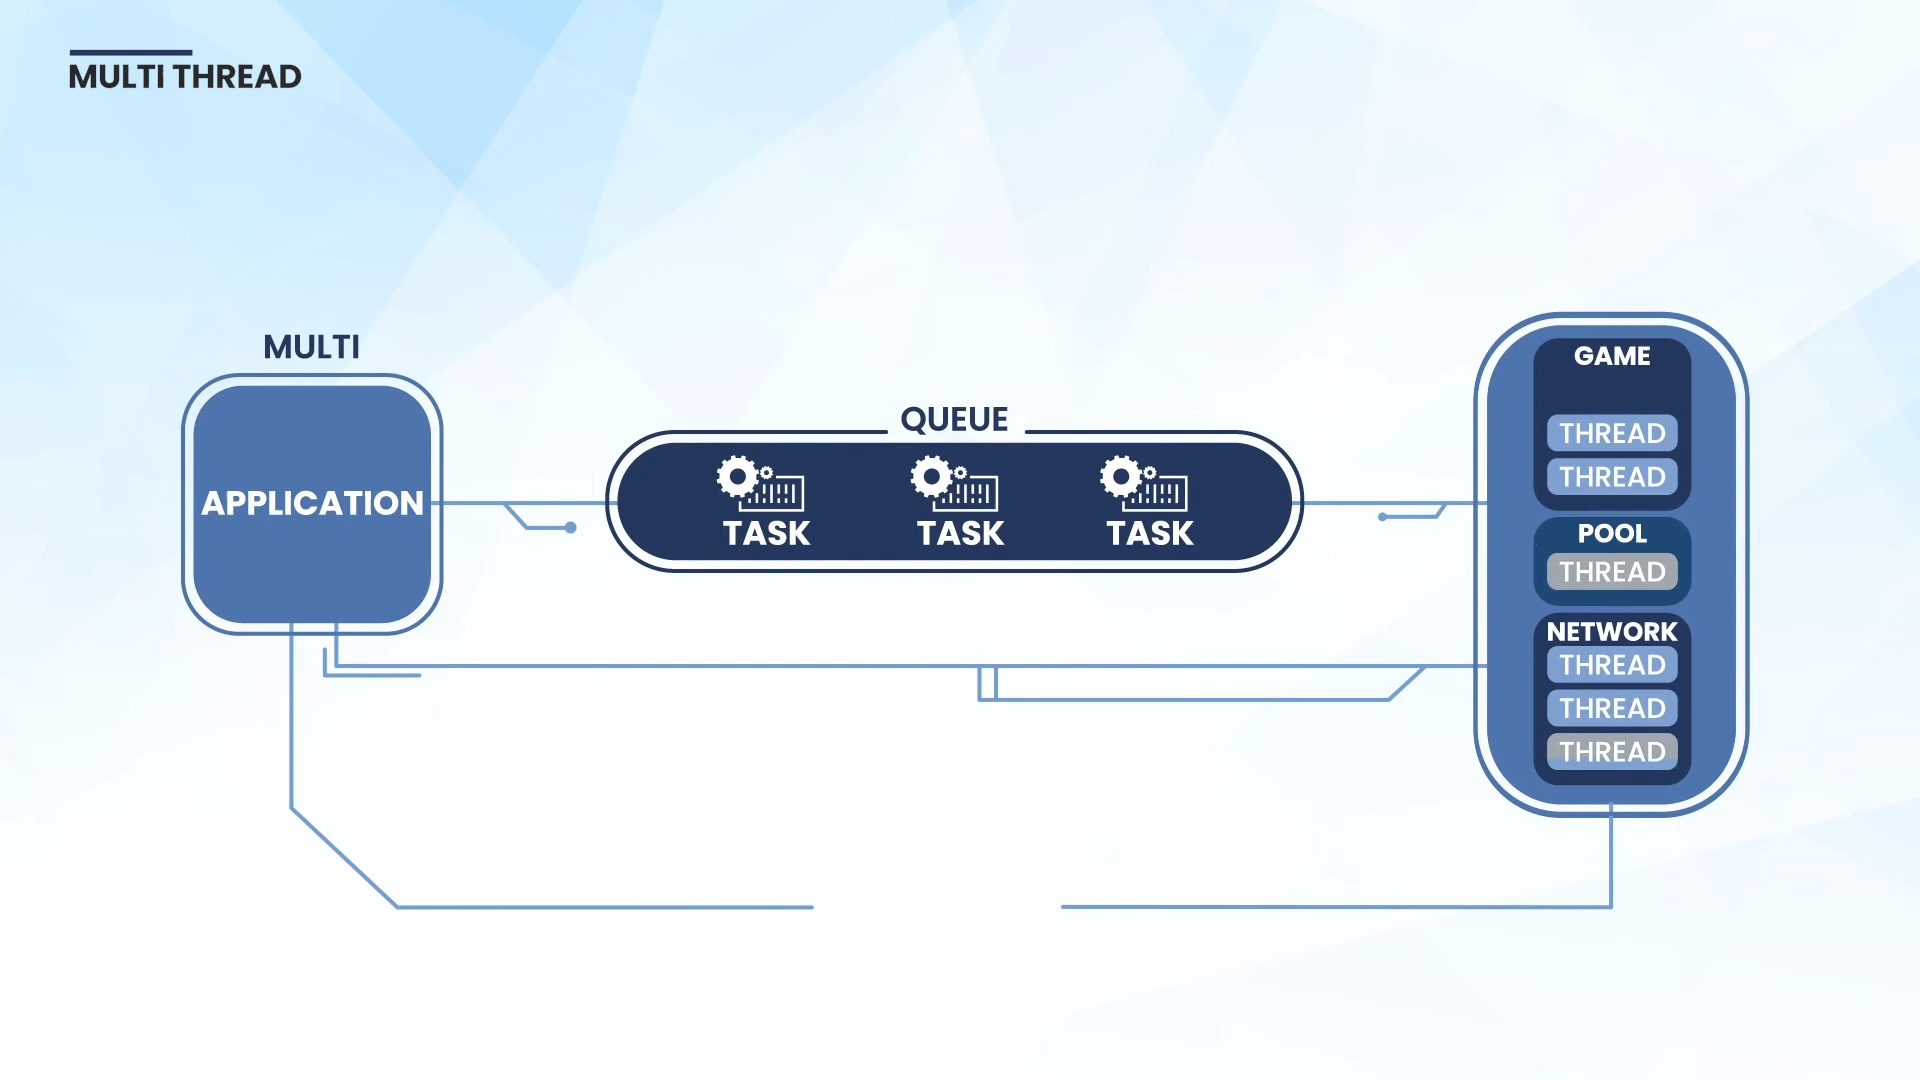 MULTI THREAD
MULTI
APPLICATION
QUEUE
TASK
TASK
TASK
GAME
THREAD
THREAD
POOL
THREAD
NETWORK
THREAD
THREAD
THREAD